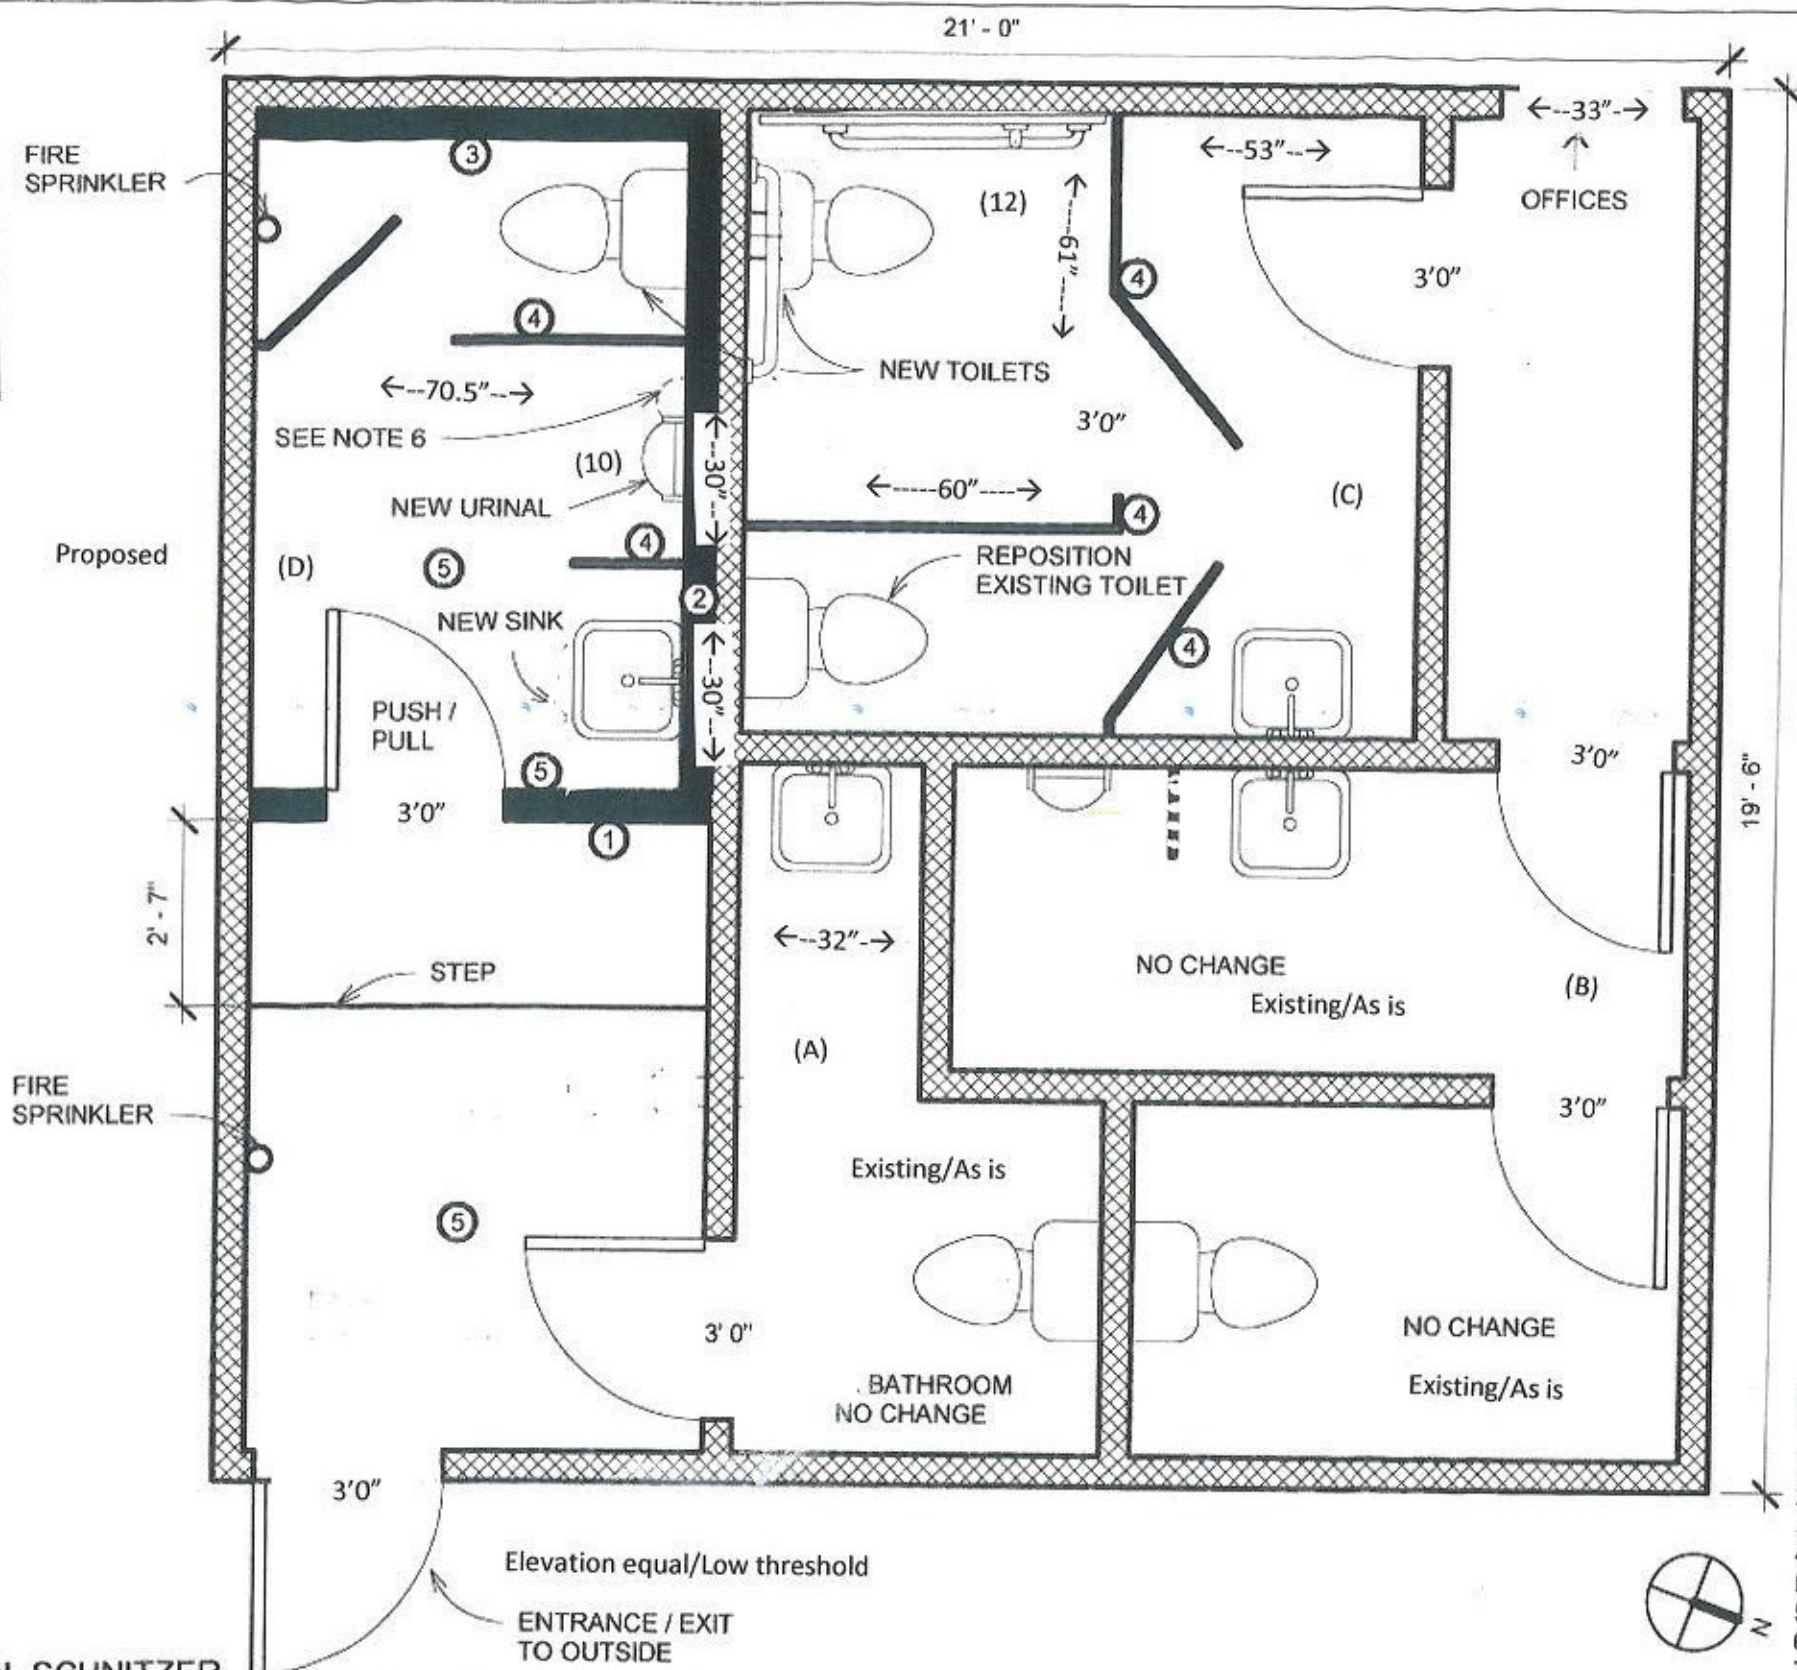 21' - 0"
FIRE
SPRINKLER
3
(12)
<--53"-->
<--33"->
OFFICES
<---61"---->
4
3'0"
4
NEW TOILETS
<--70.5"-->
3'0"
SEE NOTE 6
(10)
<---30"--->
<-----60"---->
(C)
NEW URINAL
4
4
REPOSITION
EXISTING TOILET
Proposed
(D)
5
2
NEW SINK
4
<---30"-->
PUSH /
PULL
3'0"
19' - 6"
5
3'0"
1
2' - 7"
<--32"->
STEP
NO CHANGE
Existing/As is
(B)
(A)
FIRE
SPRINKLER
3'0"
Existing/As is
5
3' 0"
NO CHANGE
BATHROOM
NO CHANGE
Existing/As is
3'0"
Elevation equal/Low threshold
ENTRANCE / EXIT
TO OUTSIDE
N
SCHNITZER